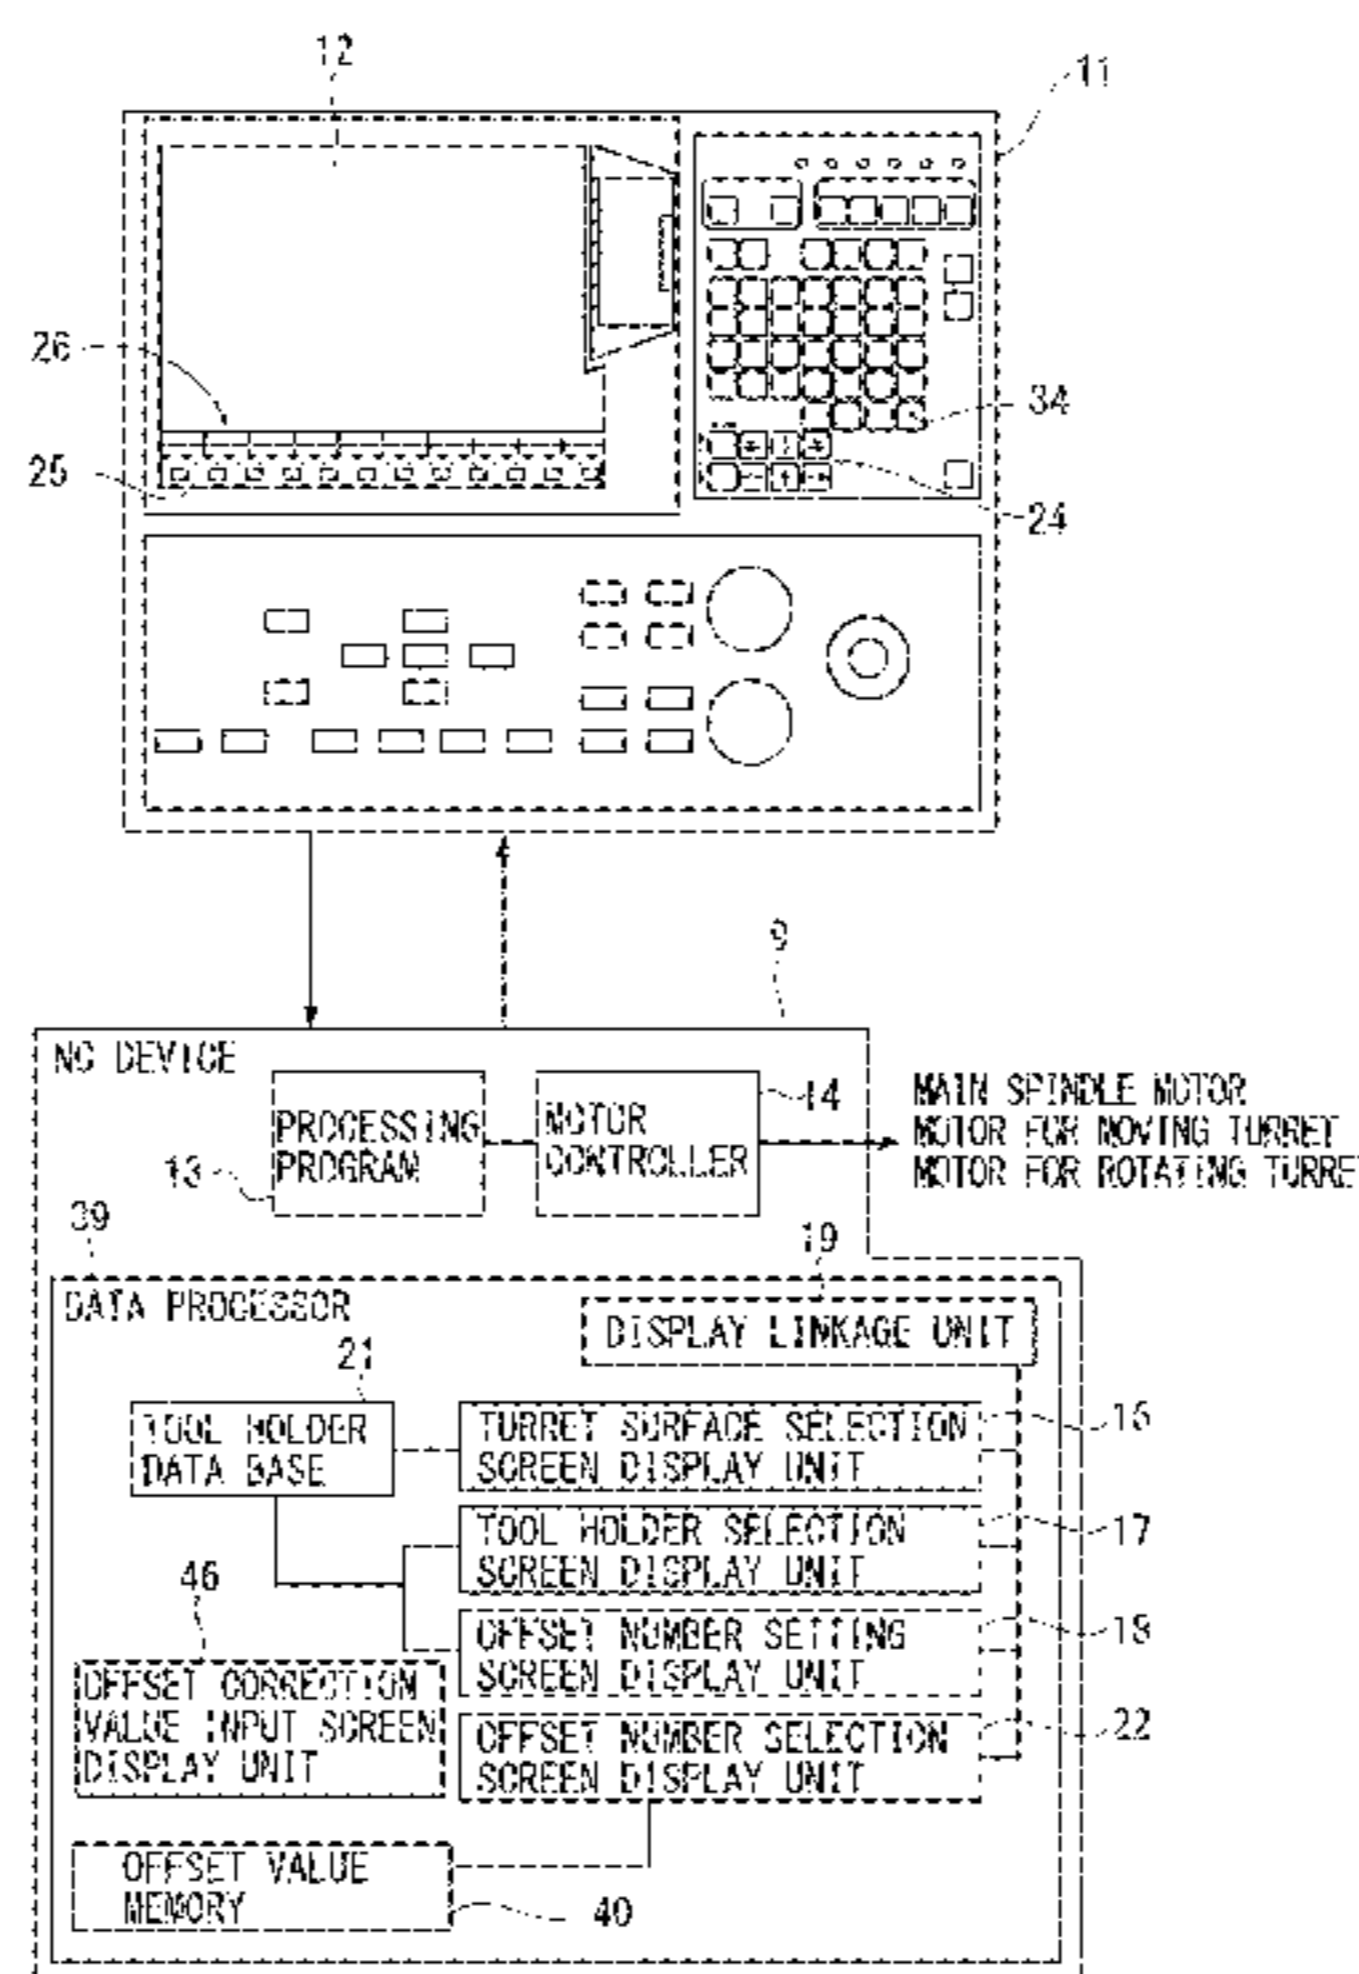 12
11
26
34
25
24
9
NC DEVICE
PROCESSING
PROGRAM
13
MOTOR
CONTROLLER
14
MAIN SPINDLE MOTOR
MOTOR FOR MOVING TURRET
MOTOR FOR ROTATING TURRE
39
19
DATA PROCESSOR
DISPLAY LINKAGE UNIT
21
TOOL HOLDER
DATA BASE
TURRET SURFACE SELECTION
SCREEN DISPLAY UNIT
TOOL HOLDER SELECTION
SCREEN DISPLAY UNIT
17
46
OFFSET NUMBER SETTING
SCREEN DISPLAY UNIT
18
OFFSET CORRECTION
VALUE INPUT SCREEN
DISPLAY UNIT
OFFSET NUMBER SELECTION
SCREEN DISPLAY UNIT
22
OFFSET VALUE
MEMORY
40